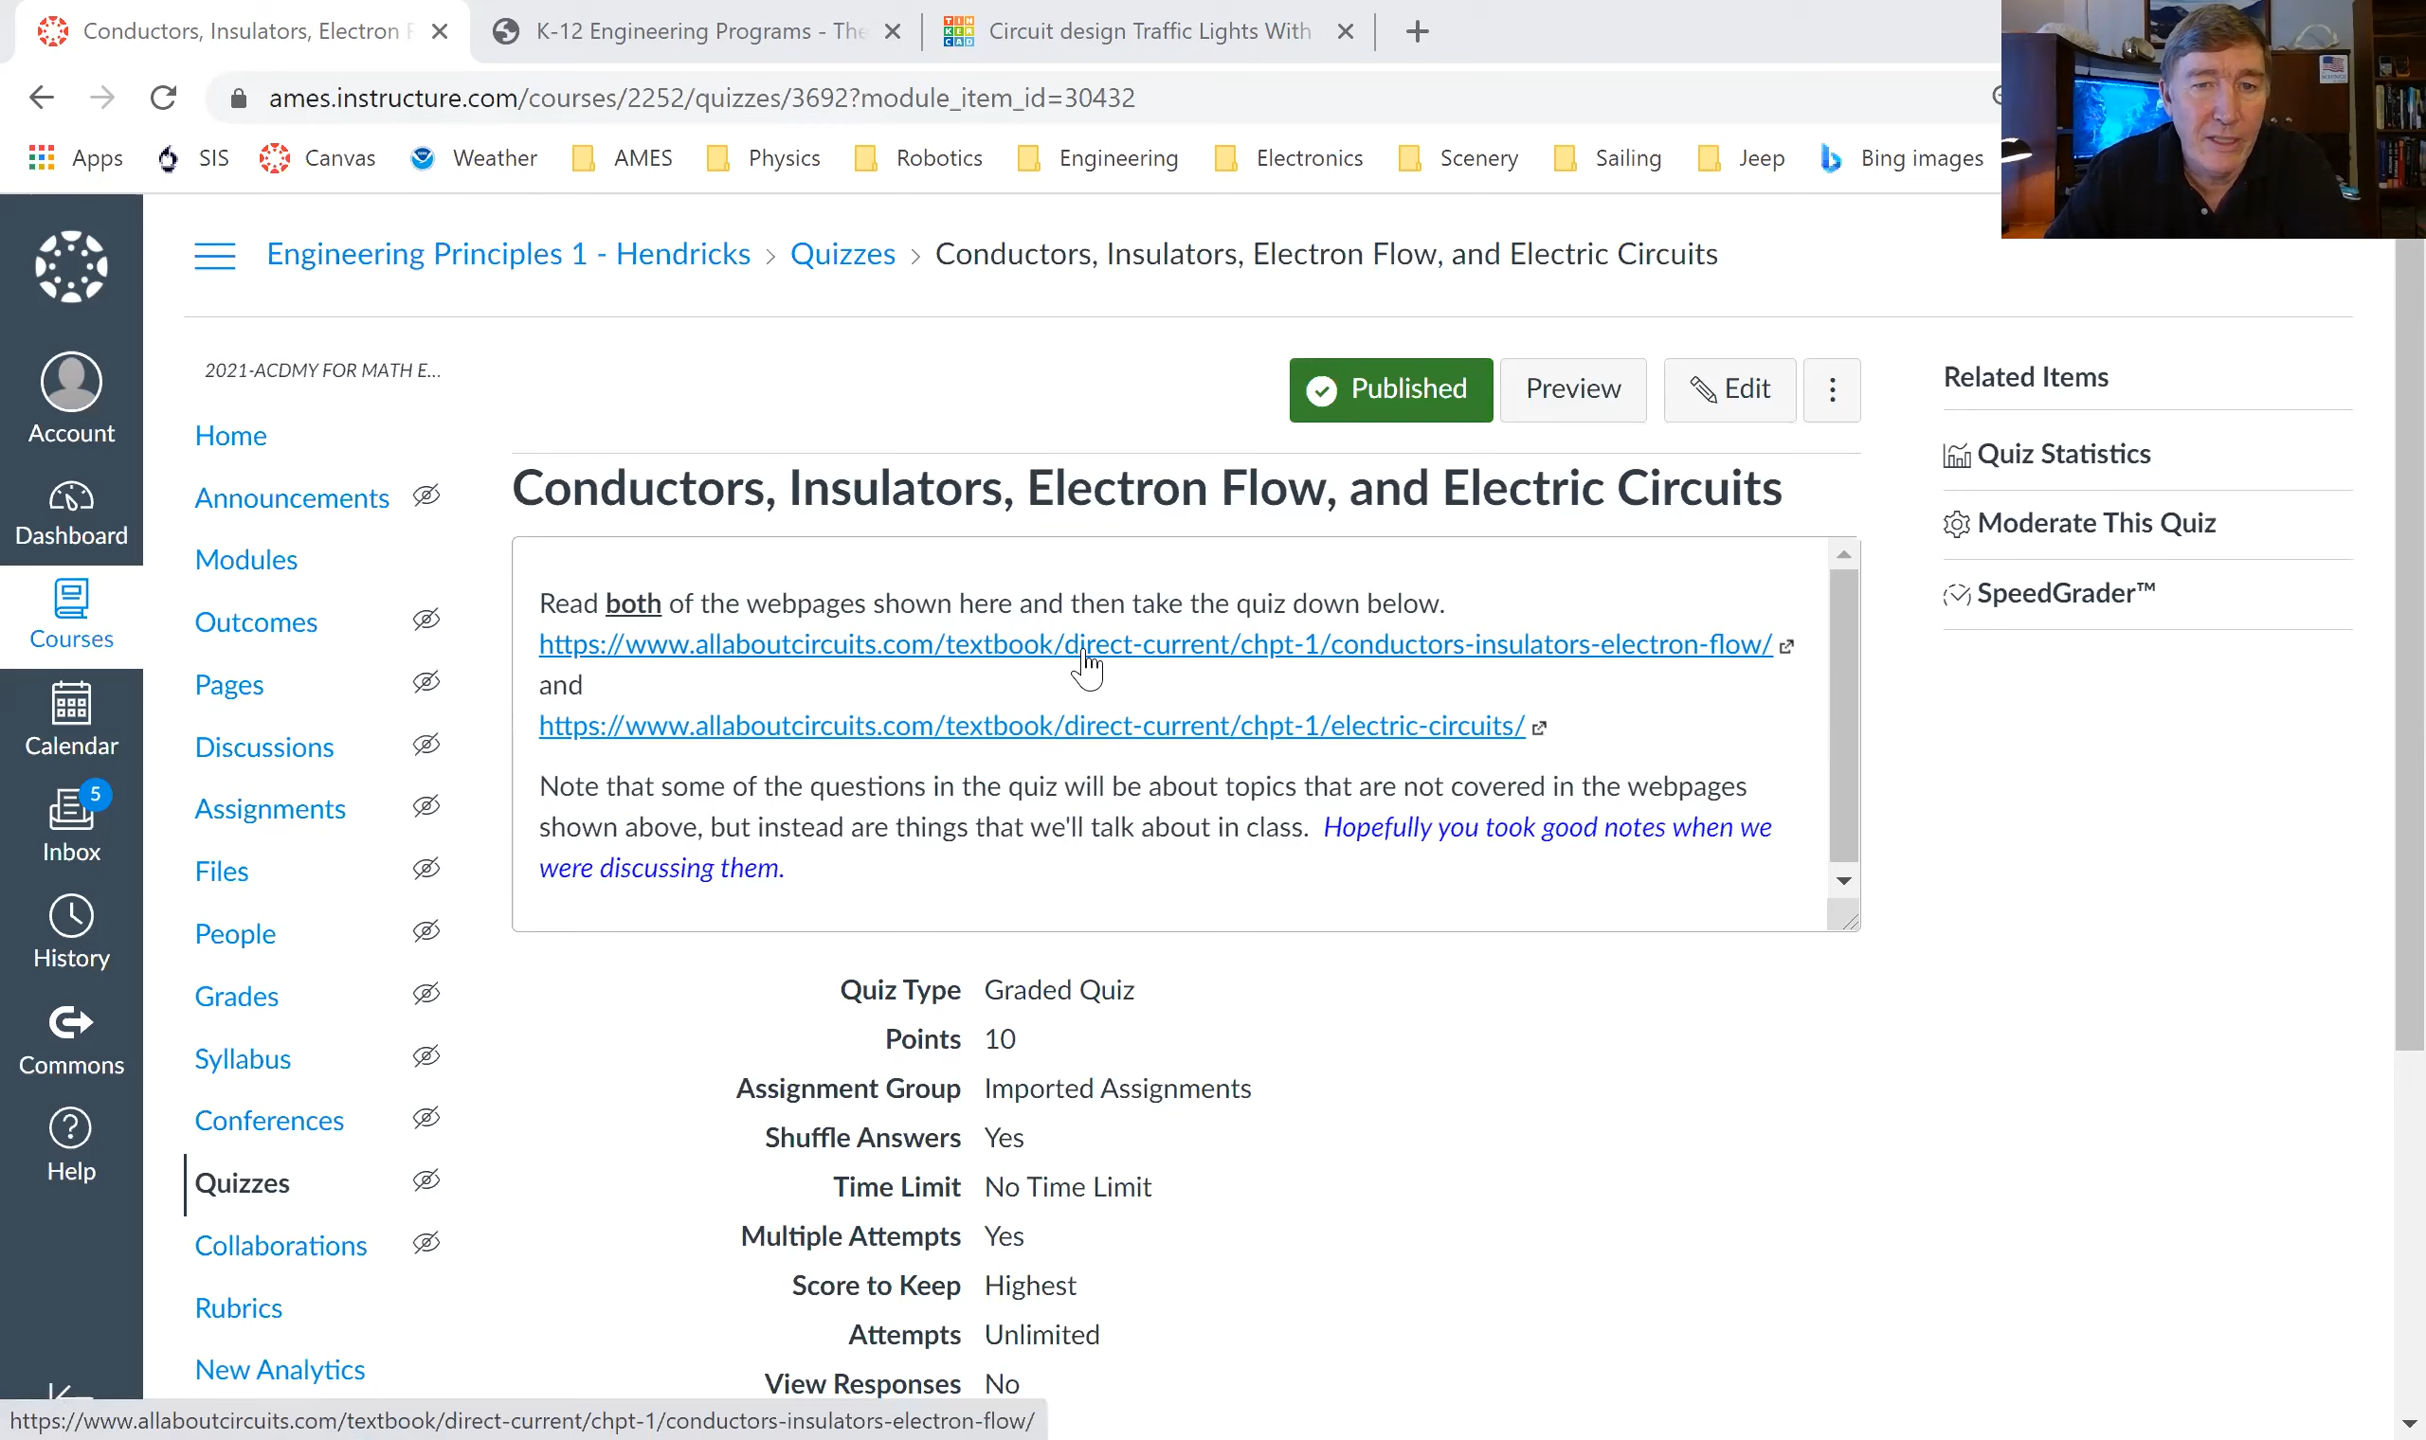 Conductors, Insulators, Electron F
K-12 Engineering Programs - The
TINKERCAD
Circuit design Traffic Lights With
ames.instructure.com/courses/2252/quizzes/3692?module_item_id=30432
Apps SIS Canvas Weather AMES Physics Robotics Engineering Electronics Scenery Sailing Jeep Bing images
Engineering Principles 1 - Hendricks > Quizzes > Conductors, Insulators, Electron Flow, and Electric Circuits
Account
Dashboard
Courses
Calendar
5
Inbox
History
Commons
Help
2021-ACDMY FOR MATH E...
Home
Announcements
Modules
Outcomes
Pages
Discussions
Assignments
Files
People
Grades
Syllabus
Conferences
Quizzes
Collaborations
Rubrics
New Analytics
Published Preview Edit
Conductors, Insulators, Electron Flow, and Electric Circuits
Read both of the webpages shown here and then take the quiz down below.
https://www.allaboutcircuits.com/textbook/direct-current/chpt-1/conductors-insulators-electron-flow/
and
https://www.allaboutcircuits.com/textbook/direct-current/chpt-1/electric-circuits/
Note that some of the questions in the quiz will be about topics that are not covered in the webpages
shown above, but instead are things that we'll talk about in class. Hopefully you took good notes when we
were discussing them.
Quiz Type Graded Quiz
Points 10
Assignment Group Imported Assignments
Shuffle Answers Yes
Time Limit No Time Limit
Multiple Attempts Yes
Score to Keep Highest
Attempts Unlimited
View Responses No
Related Items
Quiz Statistics
Moderate This Quiz
SpeedGrader™
https://www.allaboutcircuits.com/textbook/direct-current/chpt-1/conductors-insulators-electron-flow/